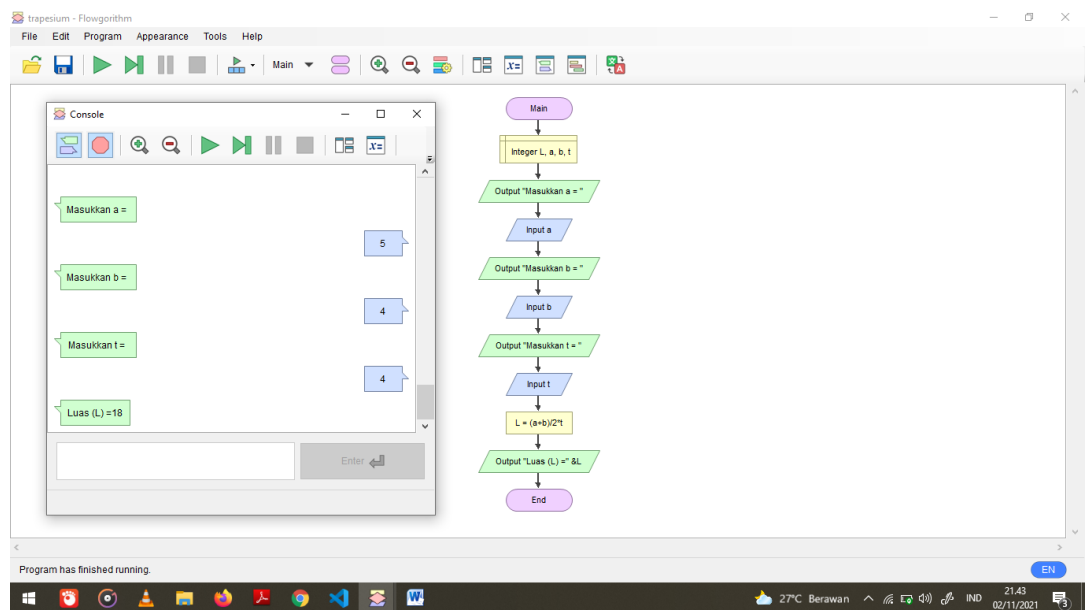 trapesium - Flowgorithm
File Edit Program Appearance Tools Help
Main
Console
x=
x=
Masukkan a =
5
Masukkan b =
4
Masukkan t =
4
Luas (L) =18
Enter
Main
Integer L, a, b, t
Output "Masukkan a = "
Input a
Output "Masukkan b = "
Input b
Output "Masukkan t = "
Input t
L = (a+b)/2*t
Output "Luas (L) =" &L
End
Program has finished running.
EN
27°C Berawan
IND
21.43
02/11/2021
3